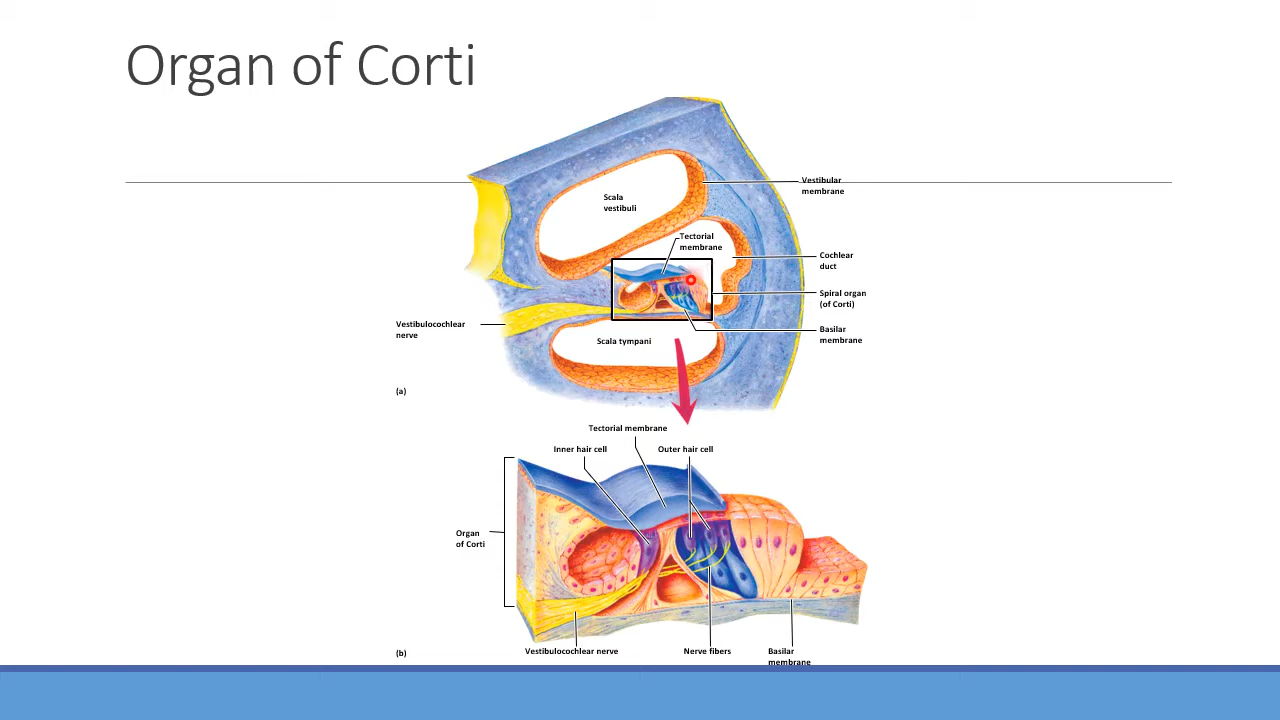 Organ of Corti
Vestibular
membrane
Scala
vestibuli
Tectorial
membrane
Cochlear
duct
Spiral organ
(of Corti)
Vestibulocochlear
nerve
Basilar
membrane
Scala tympani
(a)
Tectorial membrane
Inner hair cell
Outer hair cell
Organ
of Corti
Vestibulocochlear nerve
Nerve fibers
Basilar
membrane
(b)